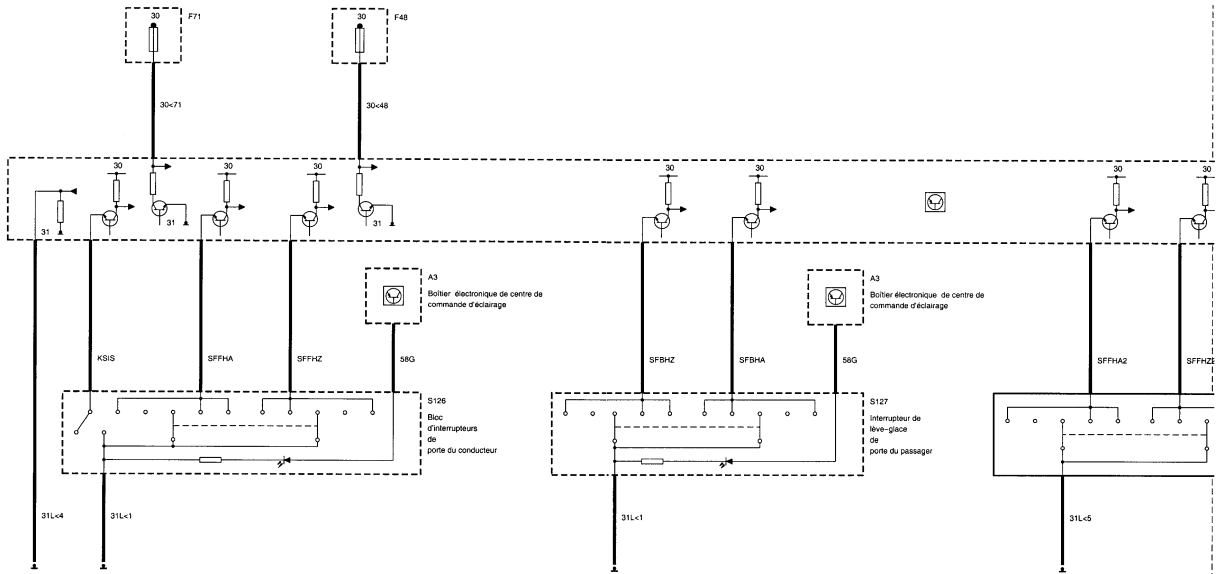 30
F71
30
F48
30<71
30<48
30
30
30
30
30
30
30
31
31
31
A3
Boîtier électronique de centre de
commande d'éclairage
A3
Boîtier électronique de centre de
commande d'éclairage
KSIS
SFFHA
SFFHZ
58G
SFBHZ
SFBHA
58G
SFFHA2
S126
Bloc
d'interrupteurs
de
porte du conducteur
S127
Interrupteur de
lève-glace
de
porte du passager
31L<4
31L<1
31L<1
31L<5